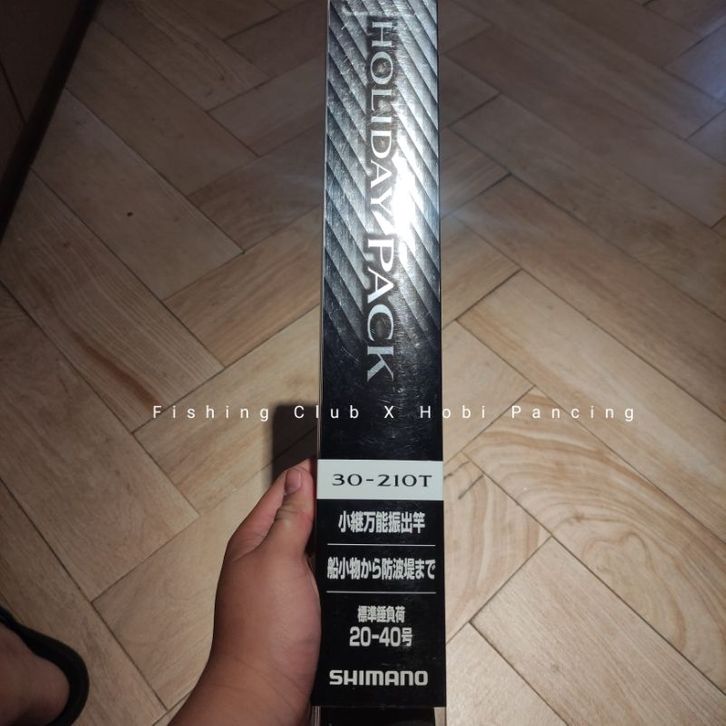 HOLIDAY PACK
Fishing Club X Hobi Pancing
30-210T
小継万能振出竿
船小物から防波堤まで
標準錘負荷
20-40号
SHIMANO